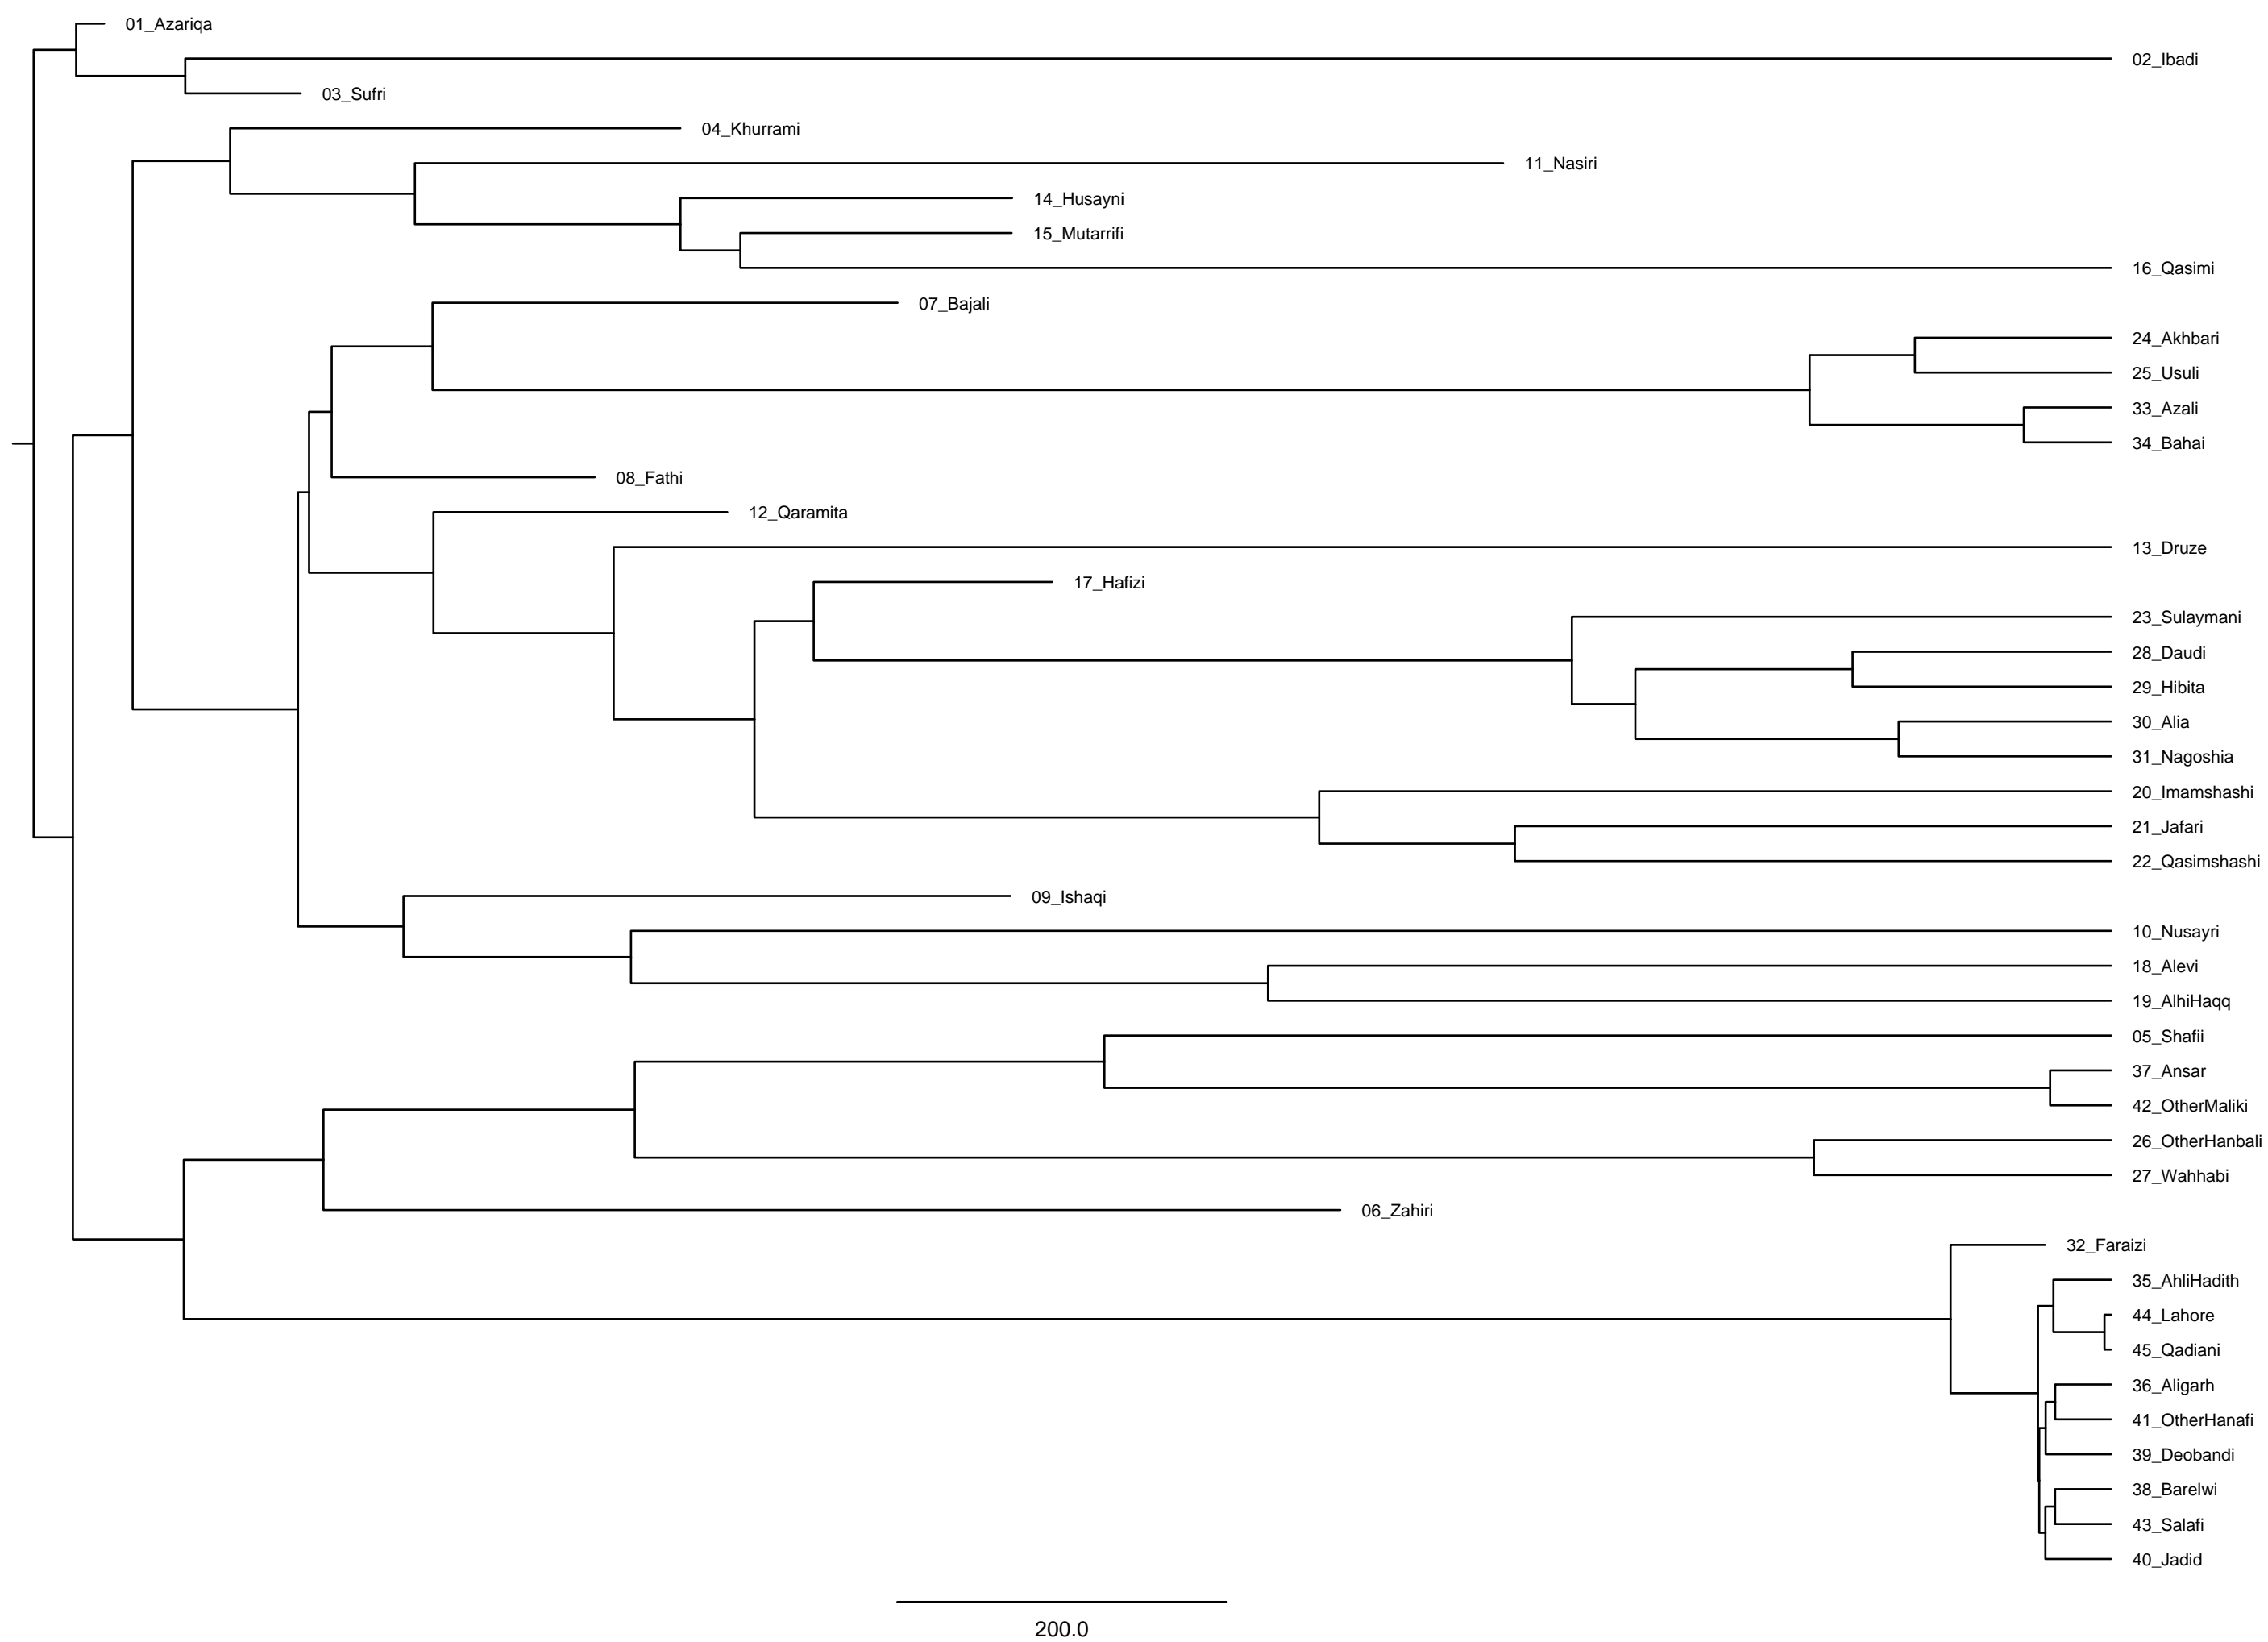 01_Azariqa
02_Ibadi
03_Sufri
04_Khurrami
11_Nasiri
14_Husayni
15_Mutarrifi
16_Qasimi
07_Bajali
24_Akhbari
25_Usuli
33_Azali
34_Bahai
08_Fathi
12_Qaramita
13_Druze
17_Hafizi
23_Sulaymani
28_Daudi
29_Hibita
30_Alia
31_Nagoshia
20_Imamshashi
21_Jafari
22_Qasimshashi
09_Ishaqi
10_Nusayri
18_Alevi
19_AlhiHaqq
05_Shafii
37_Ansar
42_OtherMaliki
26_OtherHanbali
27_Wahhabi
06_Zahiri
32_Faraizi
35_AhliHadith
44_Lahore
45_Qadiani
36_Aligarh
41_OtherHanafi
39_Deobandi
38_Barelwi
43_Salafi
40_Jadid
200.0